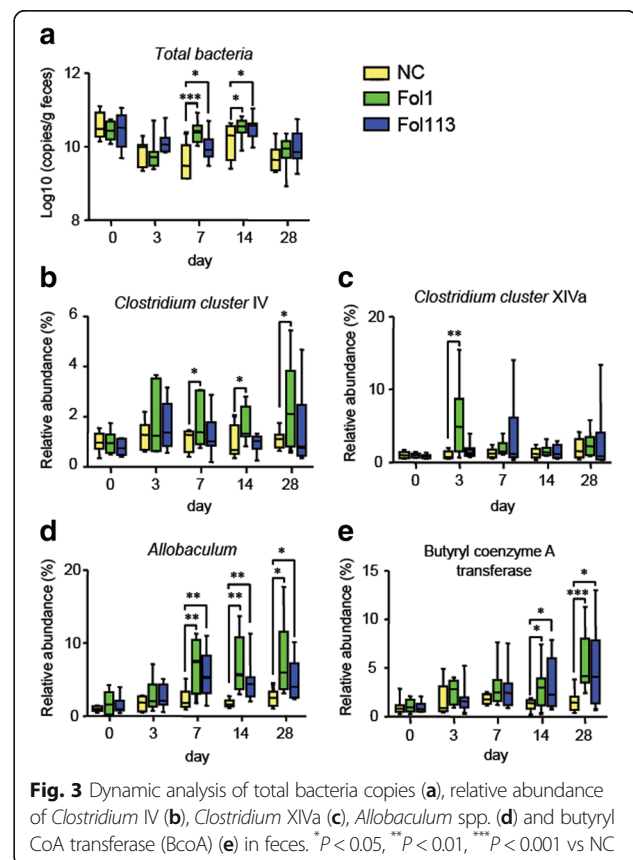 a
Total bacteria
NC
Fol1
Fol113
Log10 (copies/g feces)
12
10
8
* *
*** *
0 3 7 14 28
day
b
Clostridium cluster IV
Relative abundance (%)
6
4
2
0
* * *
0 3 7 14 28
day
c
Clostridium cluster XIVa
Relative abundance (%)
20
10
0
**
0 3 7 14 28
day
d
Allobaculum
Relative abundance (%)
20
10
0
** ** *
** ** *
0 3 7 14 28
day
e
Butyryl coenzyme A
transferase
Relative abundance (%)
15
10
5
0
* *
* ***
0 3 7 14 28
day
Fig. 3 Dynamic analysis of total bacteria copies (a), relative abundance
of Clostridium IV (b), Clostridium XIVa (c), Allobaculum spp. (d) and butyryl
CoA transferase (BcoA) (e) in feces. *P < 0.05, **P < 0.01, ***P < 0.001 vs NC